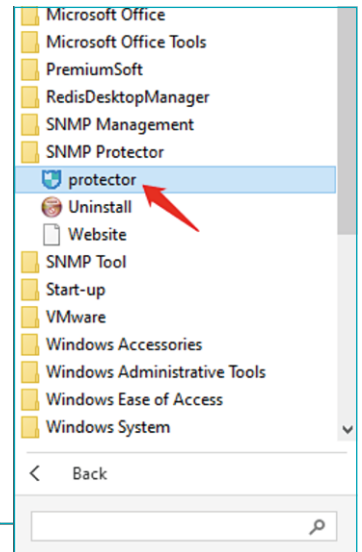 Microsoft Office
Microsoft Office Tools
PremiumSoft
RedisDesktopManager
SNMP Management
SNMP Protector
protector
Uninstall
Website
SNMP Tool
Start-up
VMware
Windows Accessories
Windows Administrative Tools
Windows Ease of Access
Windows System
Back